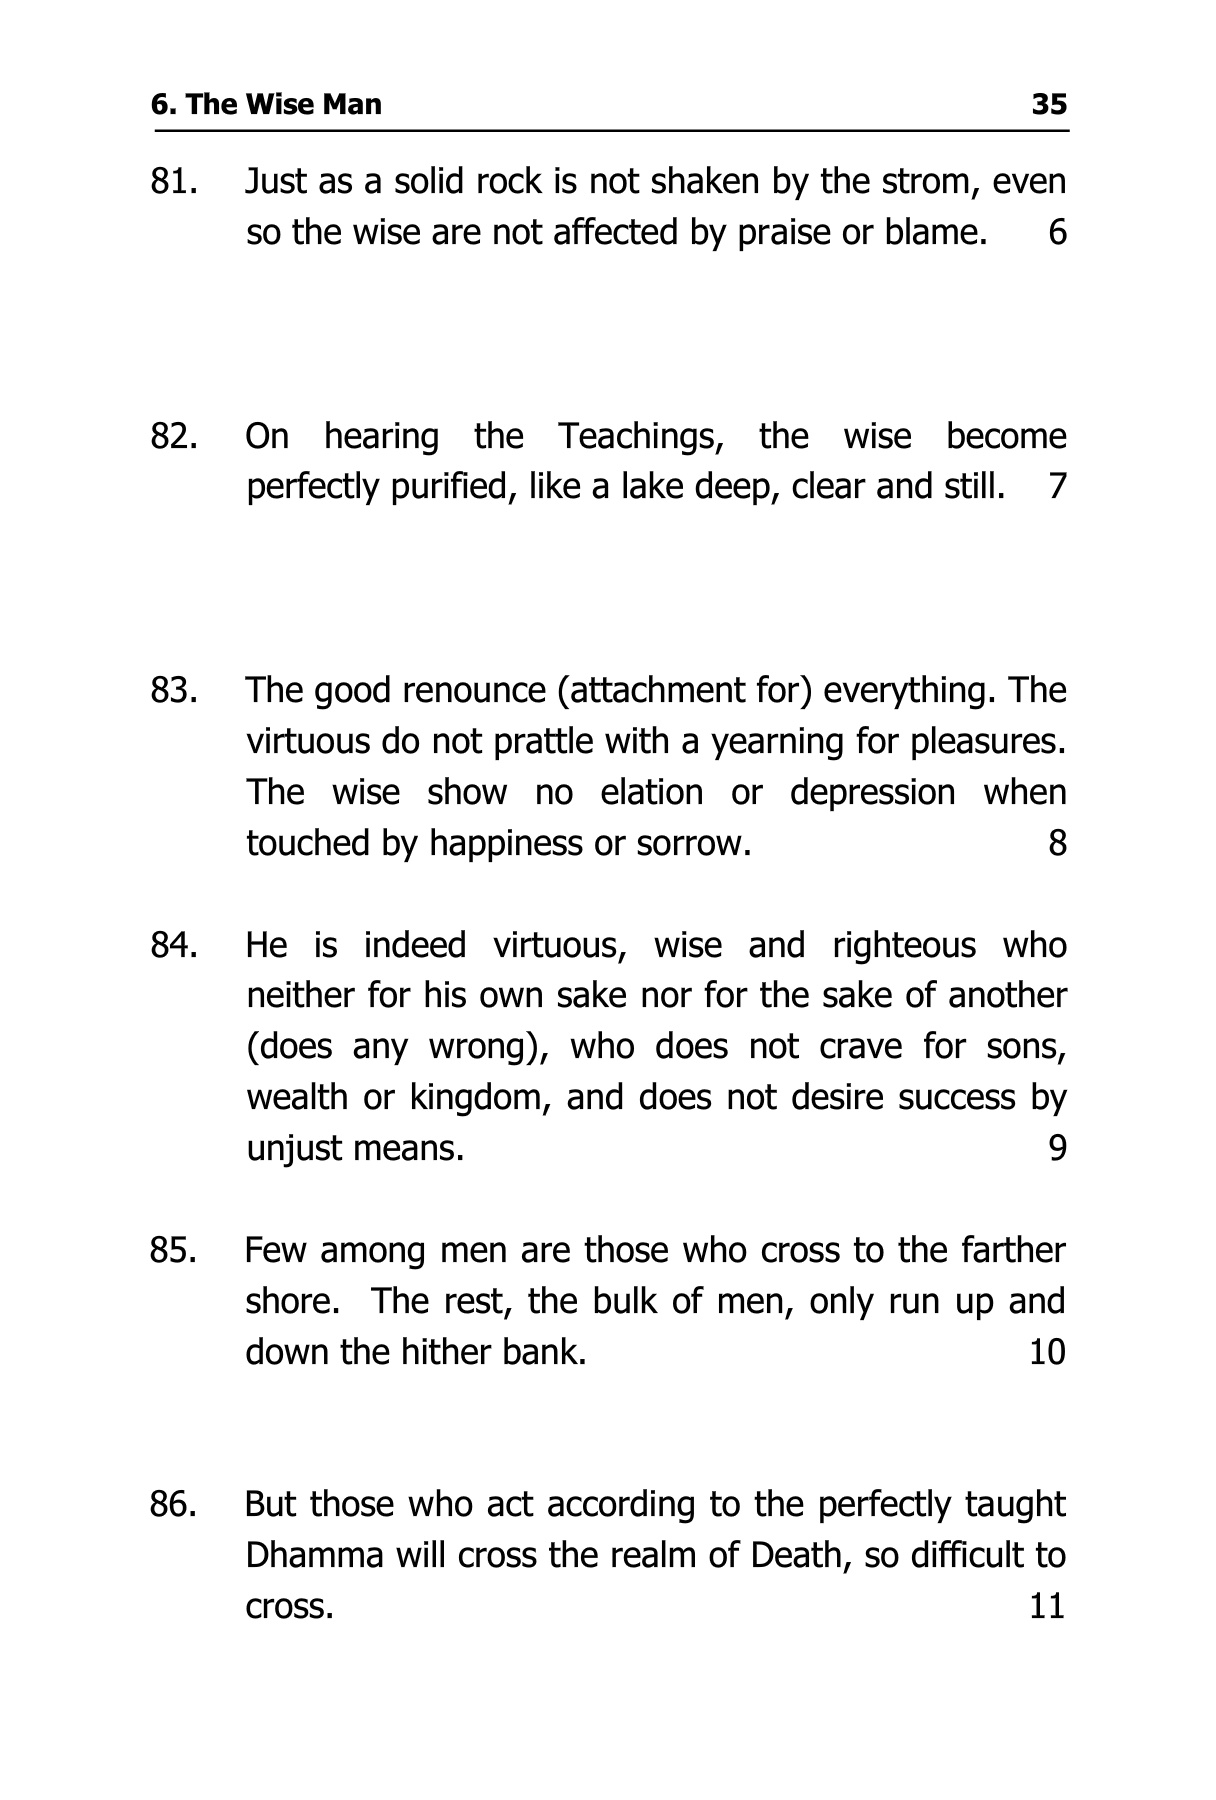 6. The Wise Man 35
81. Just as a solid rock is not shaken by the strom, even
so the wise are not affected by praise or blame. 6
82. On hearing the Teachings, the wise become
perfectly purified, like a lake deep, clear and still. 7
83. The good renounce (attachment for) everything. The
virtuous do not prattle with a yearning for pleasures.
The wise show no elation or depression when
touched by happiness or sorrow. 8
84. He is indeed virtuous, wise and righteous who
neither for his own sake nor for the sake of another
(does any wrong), who does not crave for sons,
wealth or kingdom, and does not desire success by
unjust means. 9
85. Few among men are those who cross to the farther
shore. The rest, the bulk of men, only run up and
down the hither bank. 10
86. But those who act according to the perfectly taught
Dhamma will cross the realm of Death, so difficult to
cross. 11